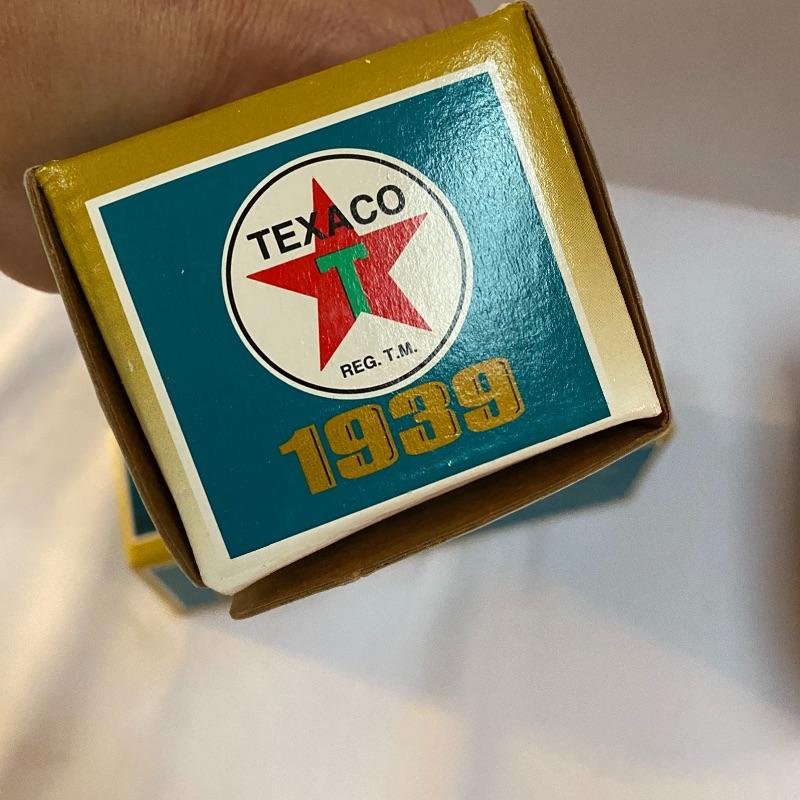 TEXACO
T
REG. T.M.
1939